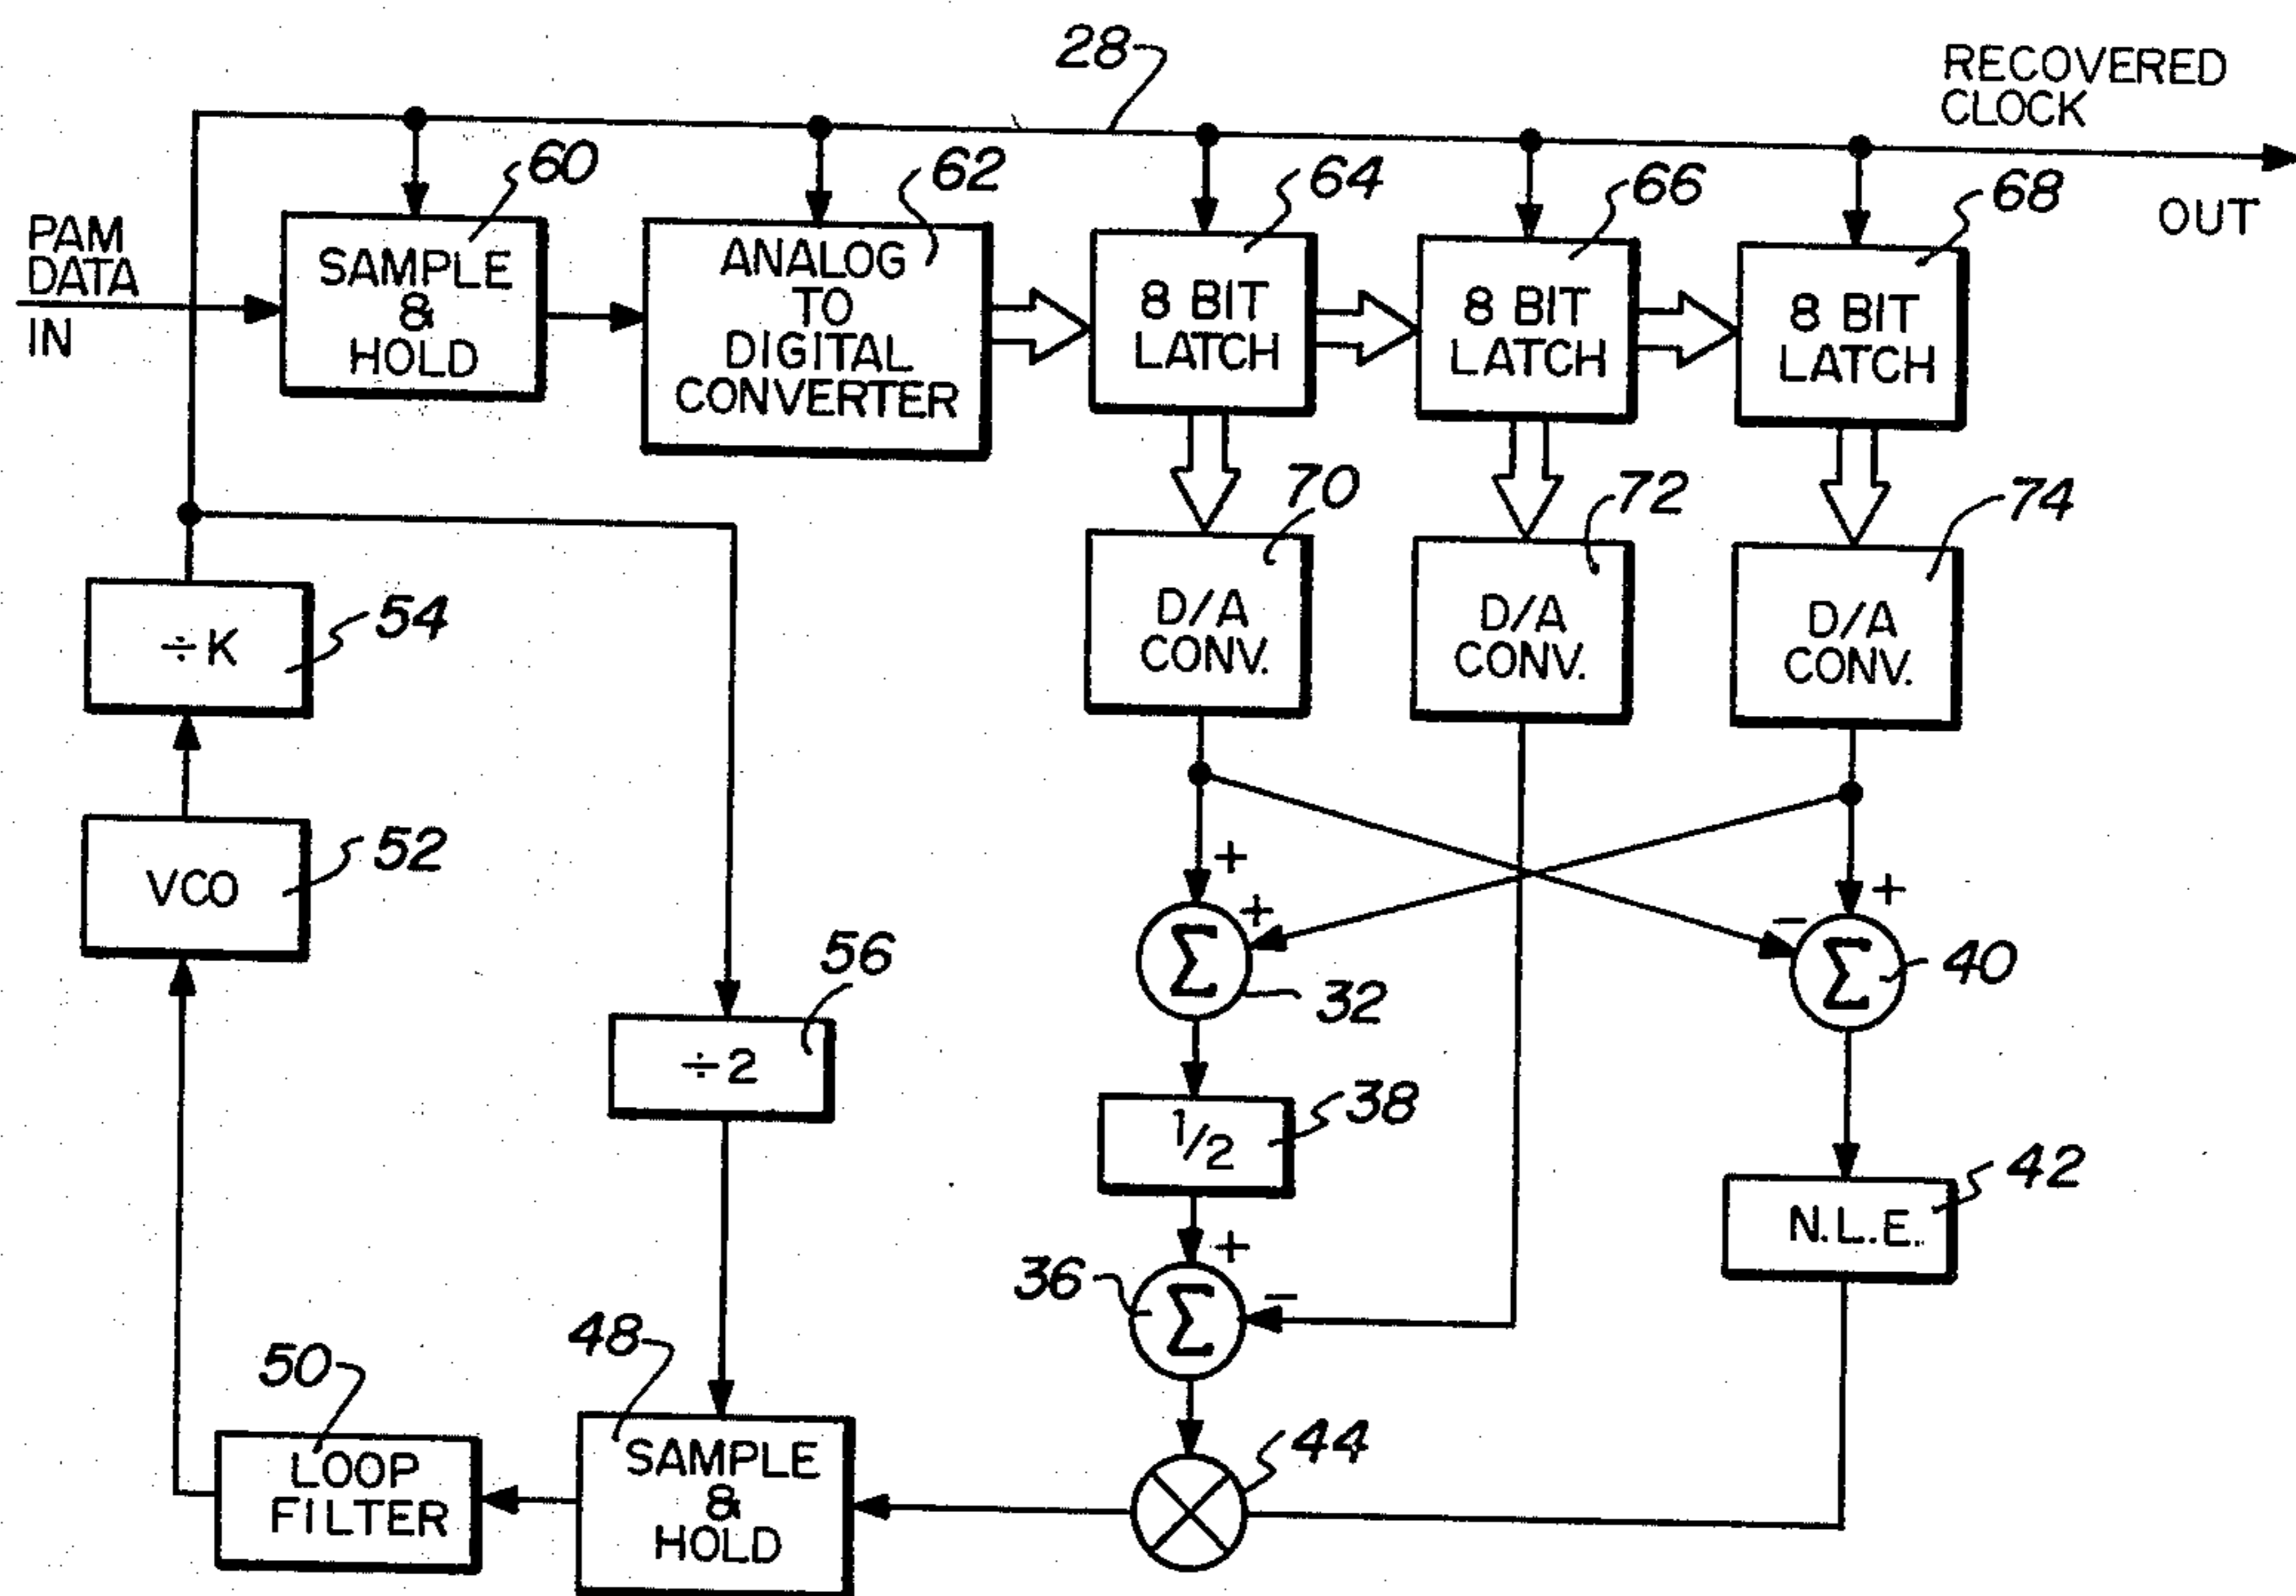 28
RECOVERED
CLOCK
OUT
PAM
DATA
IN
60
SAMPLE
&
HOLD
62
ANALOG
TO
DIGITAL
CONVERTER
64
8 BIT
LATCH
66
8 BIT
LATCH
68
8 BIT
LATCH
70
D/A
CONV.
72
D/A
CONV.
74
D/A
CONV.
÷K
54
VCO
52
÷2
56
+
+
Σ
32
−
+
Σ
40
1/2
38
N.L.E.
42
36
+
−
Σ
44
48
SAMPLE
&
HOLD
50
LOOP
FILTER